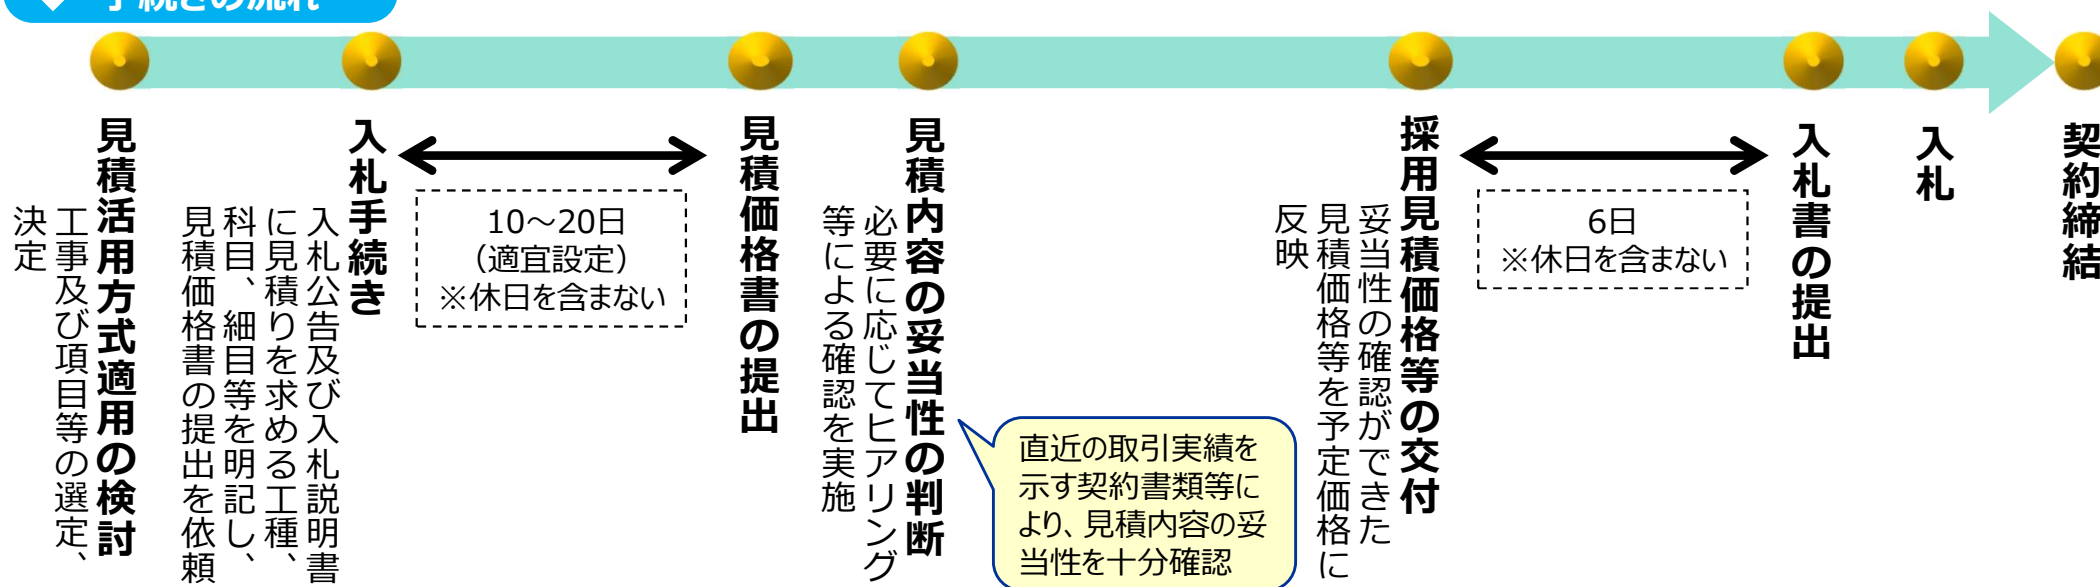 手続きの流れ
見積活用方式適用の検討
工事及び項目等の選定、
決定
入札手続き
入札公告及び入札説明書
に見積りを求める工種、
科目、細目等を明記し、
見積価格書の提出を依頼
10～20日
（適宜設定）
※休日を含まない
見積価格書の提出
見積内容の妥当性の判断
必要に応じてヒアリング
等による確認を実施
直近の取引実績を
示す契約書類等に
より、見積内容の妥
当性を十分確認
採用見積価格等の交付
妥当性の確認ができた
見積価格等を予定価格に
反映
6日
※休日を含まない
入札書の提出
入札
契約締結